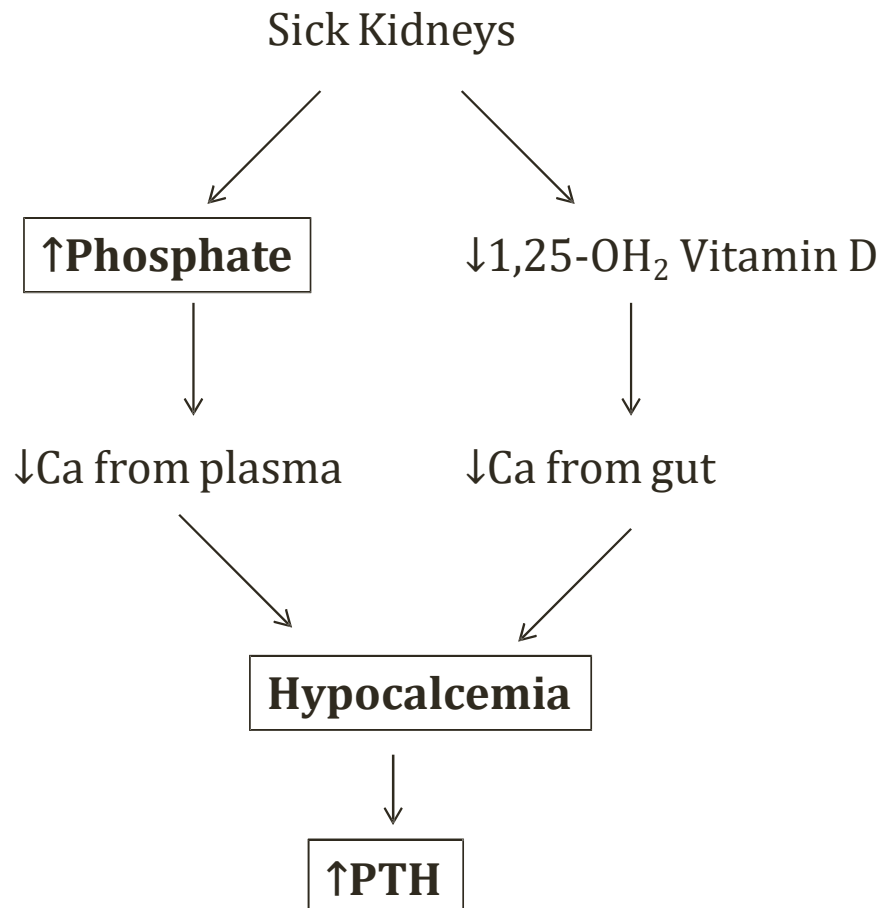 Sick Kidneys
↑Phosphate
↓1,25-OH₂ Vitamin D
↓Ca from plasma
↓Ca from gut
Hypocalcemia
↑PTH